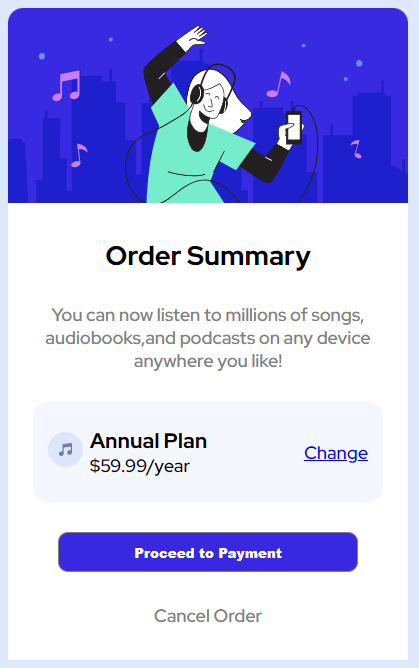 Order Summary
You can now listen to millions of songs,
audiobooks,and podcasts on any device
anywhere you like!
Annual Plan
$59.99/year
Change
Proceed to Payment
Cancel Order